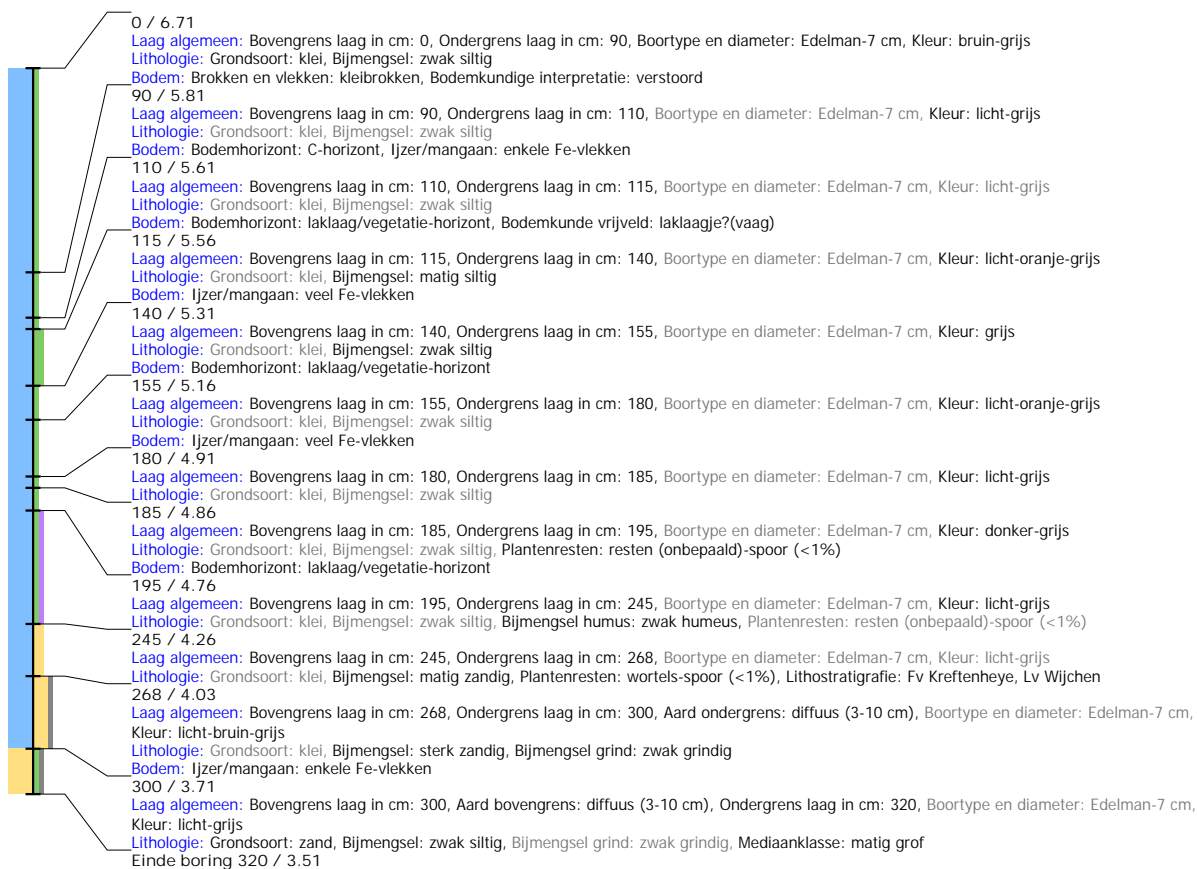 0 / 6.71
Laag algemeen: Bovengrens laag in cm: 0, Ondergrens laag in cm: 90, Boortype en diameter: Edelman-7 cm, Kleur: bruin-grijs
Lithologie: Grondsoort: klei, Bijmengsel: zwak siltig
Bodem: Brokken en vlekken: kleibrokken, Bodemkundige interpretatie: verstoord
90 / 5.81
Laag algemeen: Bovengrens laag in cm: 90, Ondergrens laag in cm: 110, Boortype en diameter: Edelman-7 cm, Kleur: licht-grijs
Lithologie: Grondsoort: klei, Bijmengsel: zwak siltig
Bodem: Bodemhorizont: C-horizont, Ijzer/mangaan: enkele Fe-vlekken
110 / 5.61
Laag algemeen: Bovengrens laag in cm: 110, Ondergrens laag in cm: 115, Boortype en diameter: Edelman-7 cm, Kleur: licht-grijs
Lithologie: Grondsoort: klei, Bijmengsel: zwak siltig
Bodem: Bodemhorizont: laklaag/vegetatie-horizont, Bodemkunde vrijveld: laklaagje?(vaag)
115 / 5.56
Laag algemeen: Bovengrens laag in cm: 115, Ondergrens laag in cm: 140, Boortype en diameter: Edelman-7 cm, Kleur: licht-oranje-grijs
Lithologie: Grondsoort: klei, Bijmengsel: matig siltig
Bodem: Ijzer/mangaan: veel Fe-vlekken
140 / 5.31
Laag algemeen: Bovengrens laag in cm: 140, Ondergrens laag in cm: 155, Boortype en diameter: Edelman-7 cm, Kleur: grijs
Lithologie: Grondsoort: klei, Bijmengsel: zwak siltig
Bodem: Bodemhorizont: laklaag/vegetatie-horizont
155 / 5.16
Laag algemeen: Bovengrens laag in cm: 155, Ondergrens laag in cm: 180, Boortype en diameter: Edelman-7 cm, Kleur: licht-oranje-grijs
Lithologie: Grondsoort: klei, Bijmengsel: zwak siltig
Bodem: Ijzer/mangaan: veel Fe-vlekken
180 / 4.91
Laag algemeen: Bovengrens laag in cm: 180, Ondergrens laag in cm: 185, Boortype en diameter: Edelman-7 cm, Kleur: licht-grijs
Lithologie: Grondsoort: klei, Bijmengsel: zwak siltig
185 / 4.86
Laag algemeen: Bovengrens laag in cm: 185, Ondergrens laag in cm: 195, Boortype en diameter: Edelman-7 cm, Kleur: donker-grijs
Lithologie: Grondsoort: klei, Bijmengsel: zwak siltig, Plantenresten: resten (onbepaald)-spoor (<1%)
Bodem: Bodemhorizont: laklaag/vegetatie-horizont
195 / 4.76
Laag algemeen: Bovengrens laag in cm: 195, Ondergrens laag in cm: 245, Boortype en diameter: Edelman-7 cm, Kleur: licht-grijs
Lithologie: Grondsoort: klei, Bijmengsel: zwak siltig, Bijmengsel humus: zwak humeus, Plantenresten: resten (onbepaald)-spoor (<1%)
245 / 4.26
Laag algemeen: Bovengrens laag in cm: 245, Ondergrens laag in cm: 268, Boortype en diameter: Edelman-7 cm, Kleur: licht-grijs
Lithologie: Grondsoort: klei, Bijmengsel: matig zandig, Plantenresten: wortels-spoor (<1%), Lithostratigrafie: Fv Kreftenheye, Lv Wijchen
268 / 4.03
Laag algemeen: Bovengrens laag in cm: 268, Ondergrens laag in cm: 300, Aard ondergrens: diffuus (3-10 cm), Boortype en diameter: Edelman-7 cm,
Kleur: licht-bruin-grijs
Lithologie: Grondsoort: klei, Bijmengsel: sterk zandig, Bijmengsel grind: zwak grindig
Bodem: Ijzer/mangaan: enkele Fe-vlekken
300 / 3.71
Laag algemeen: Bovengrens laag in cm: 300, Aard bovengrens: diffuus (3-10 cm), Ondergrens laag in cm: 320, Boortype en diameter: Edelman-7 cm,
Kleur: licht-grijs
Lithologie: Grondsoort: zand, Bijmengsel: zwak siltig, Bijmengsel grind: zwak grindig, Mediaanklasse: matig grof
Einde boring 320 / 3.51